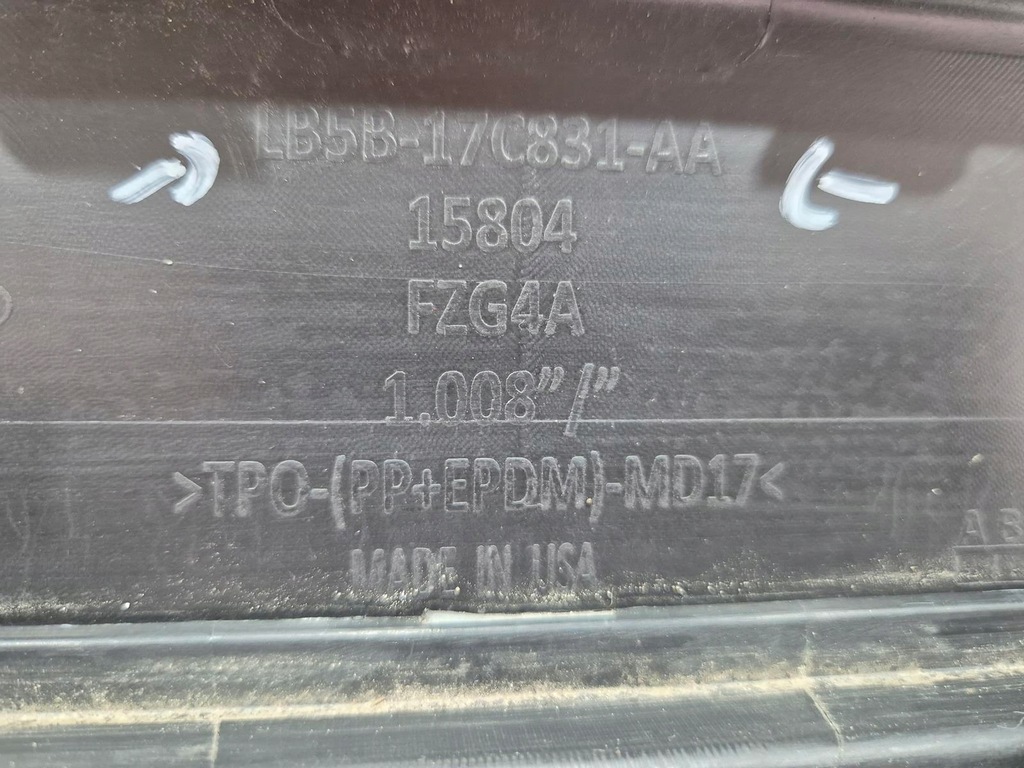 LB5B-17C831-AA
15804
FZG4A
1.008”/”
>TPO-(PP+EPDM)-MD17<
MADE IN USA
A B